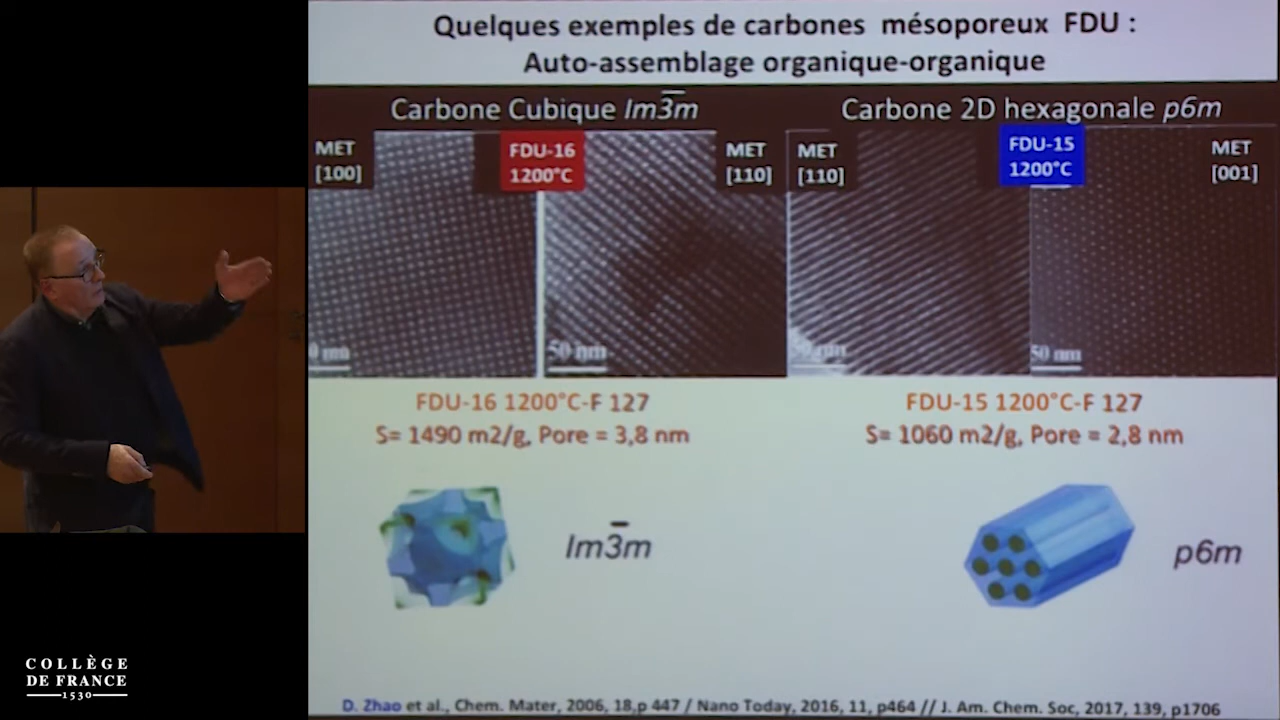 Quelques exemples de carbones mésoporeux FDU :
Auto-assemblage organique-organique
Carbone Cubique Im3̅m
Carbone 2D hexagonale p6m
MET
[100]
FDU-16
1200°C
MET
[110]
MET
[110]
FDU-15
1200°C
MET
[001]
50 nm
50 nm
50 nm
FDU-16 1200°C-F 127
S= 1490 m2/g, Pore = 3,8 nm
FDU-15 1200°C-F 127
S= 1060 m2/g, Pore = 2,8 nm
Im3̅m
p6m
COLLÈGE
DE FRANCE
1530
D. Zhao et al., Chem. Mater, 2006, 18,p 447 / Nano Today, 2016, 11, p464 // J. Am. Chem. Soc, 2017, 139, p1706